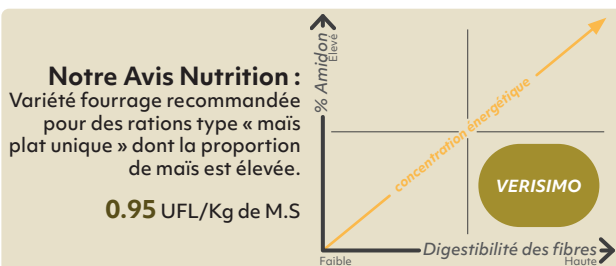 Notre Avis Nutrition :
Variété fourrage recommandée
pour des rations type « maïs
plat unique » dont la proportion
de maïs est élevée.
0.95 UFL/Kg de M.S
% Amidon
Elevé
concentration énergétique
VERISIMO
Digestibilité des fibres
Faible
Haute